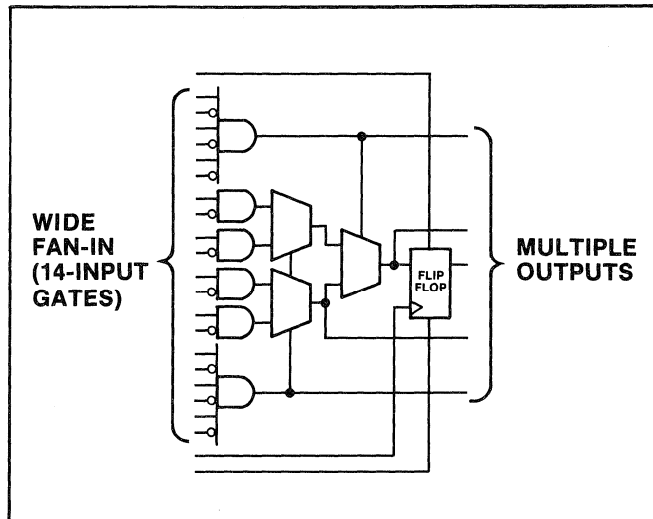 WIDE
FAN-IN
(14-INPUT
GATES)
FLIP
FLOP
MULTIPLE
OUTPUTS